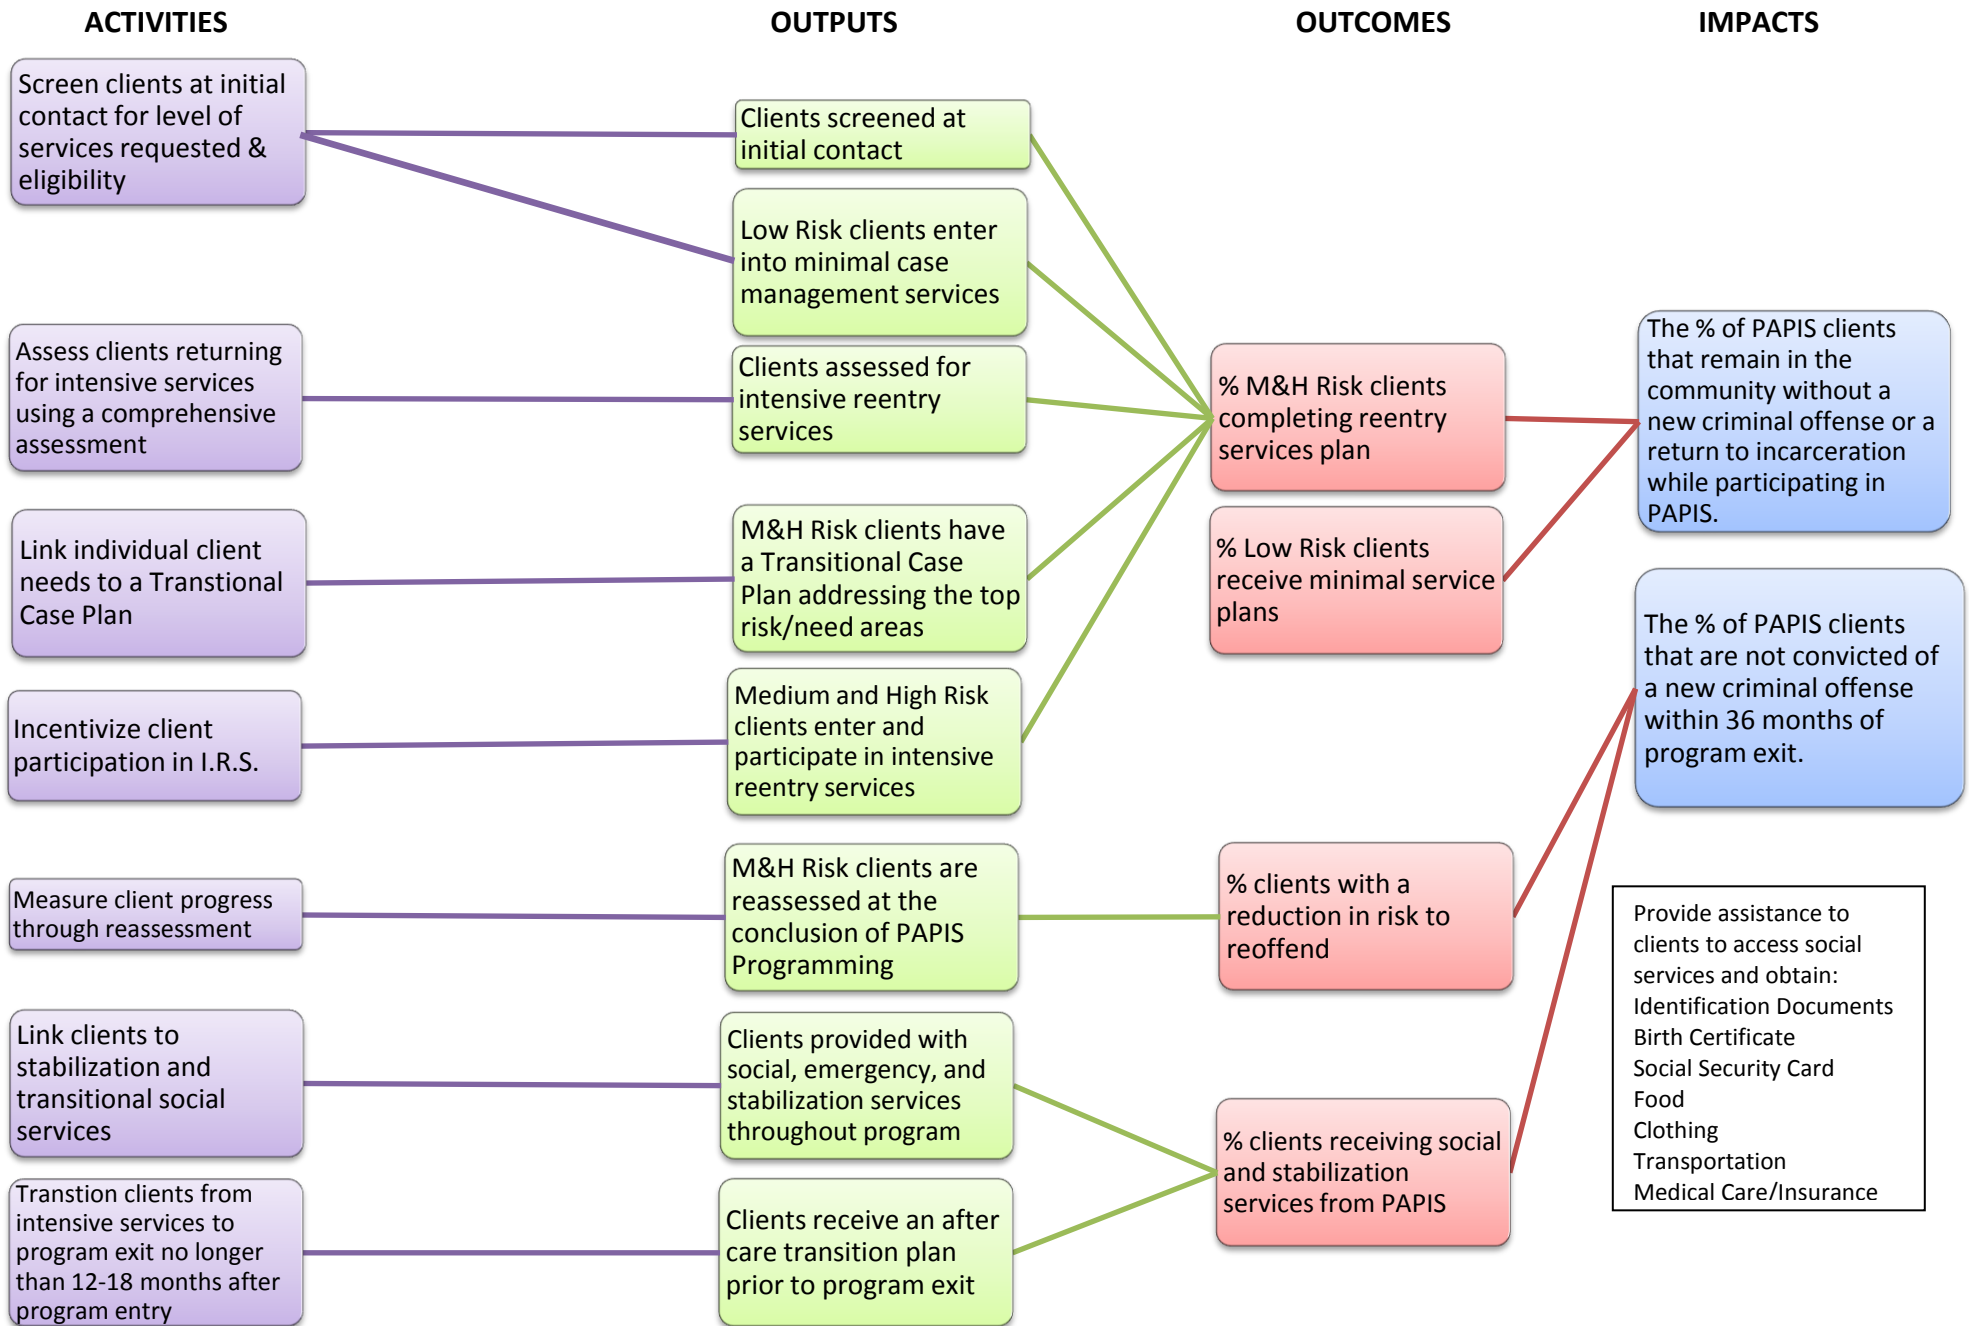 ACTIVITIES
OUTPUTS
OUTCOMES
IMPACTS
Screen clients at initial
contact for level of
services requested &
eligibility
Assess clients returning
for intensive services
using a comprehensive
assessment
Link individual client
needs to a Transtional
Case Plan
Incentivize client
participation in I.R.S.
Measure client progress
through reassessment
Link clients to
stabilization and
transitional social
services
Transtion clients from
intensive services to
program exit no longer
than 12-18 months after
program entry
Clients screened at
initial contact
Low Risk clients enter
into minimal case
management services
Clients assessed for
intensive reentry
services
M&H Risk clients have
a Transitional Case
Plan addressing the top
risk/need areas
Medium and High Risk
clients enter and
participate in intensive
reentry services
M&H Risk clients are
reassessed at the
conclusion of PAPIS
Programming
Clients provided with
social, emergency, and
stabilization services
throughout program
Clients receive an after
care transition plan
prior to program exit
% M&H Risk clients
completing reentry
services plan
% Low Risk clients
receive minimal service
plans
% clients with a
reduction in risk to
reoffend
% clients receiving social
and stabilization
services from PAPIS
The % of PAPIS clients
that remain in the
community without a
new criminal offense or a
return to incarceration
while participating in
PAPIS.
The % of PAPIS clients
that are not convicted of
a new criminal offense
within 36 months of
program exit.
Provide assistance to
clients to access social
services and obtain:
Identification Documents
Birth Certificate
Social Security Card
Food
Clothing
Transportation
Medical Care/Insurance